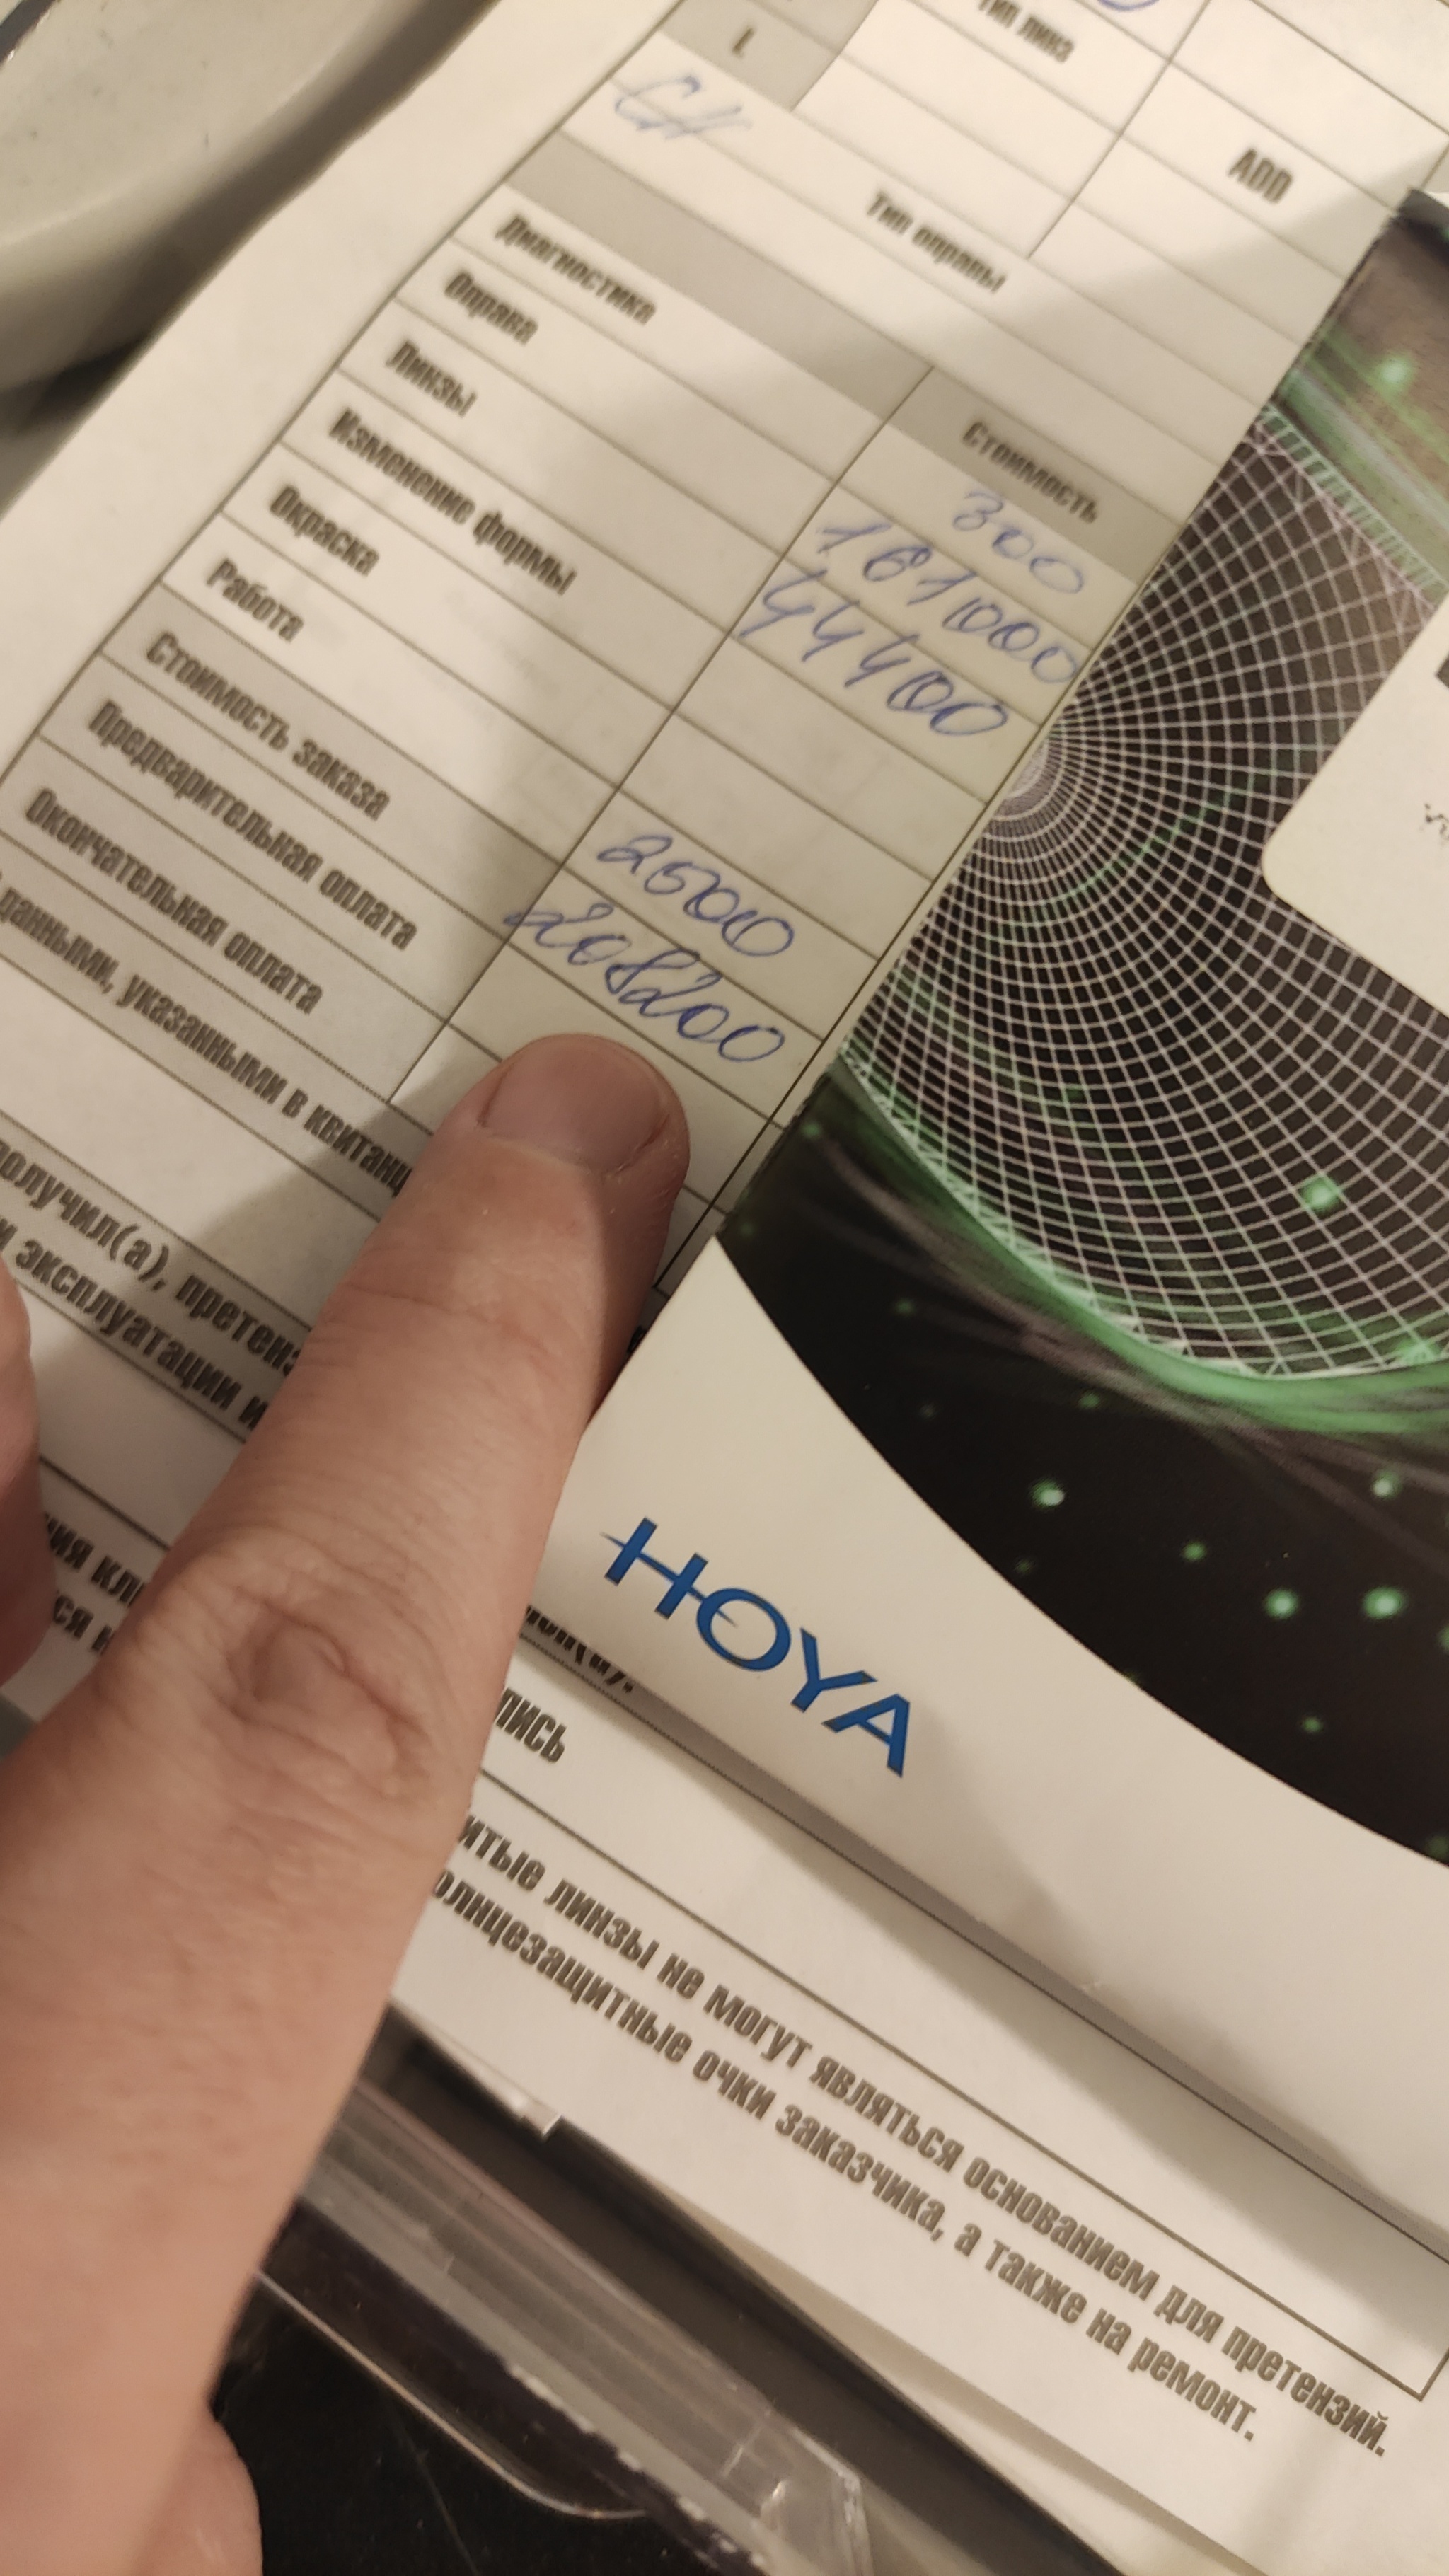 Тип линз
L
ADD
СН
Тип оправы
Стоимость
Диагностика 300
Оправа 161000
Линзы 44400
Изменение формы
Окраска
Работа 2500
Стоимость заказа 208200
Предварительная оплата
Окончательная оплата
данными, указанными в квитанц
получил(а), претенз
и эксплуатации и
HOYA
пись
итые линзы не могут являться основанием для претензий.
олнцезащитные очки заказчика, а также на ремонт.